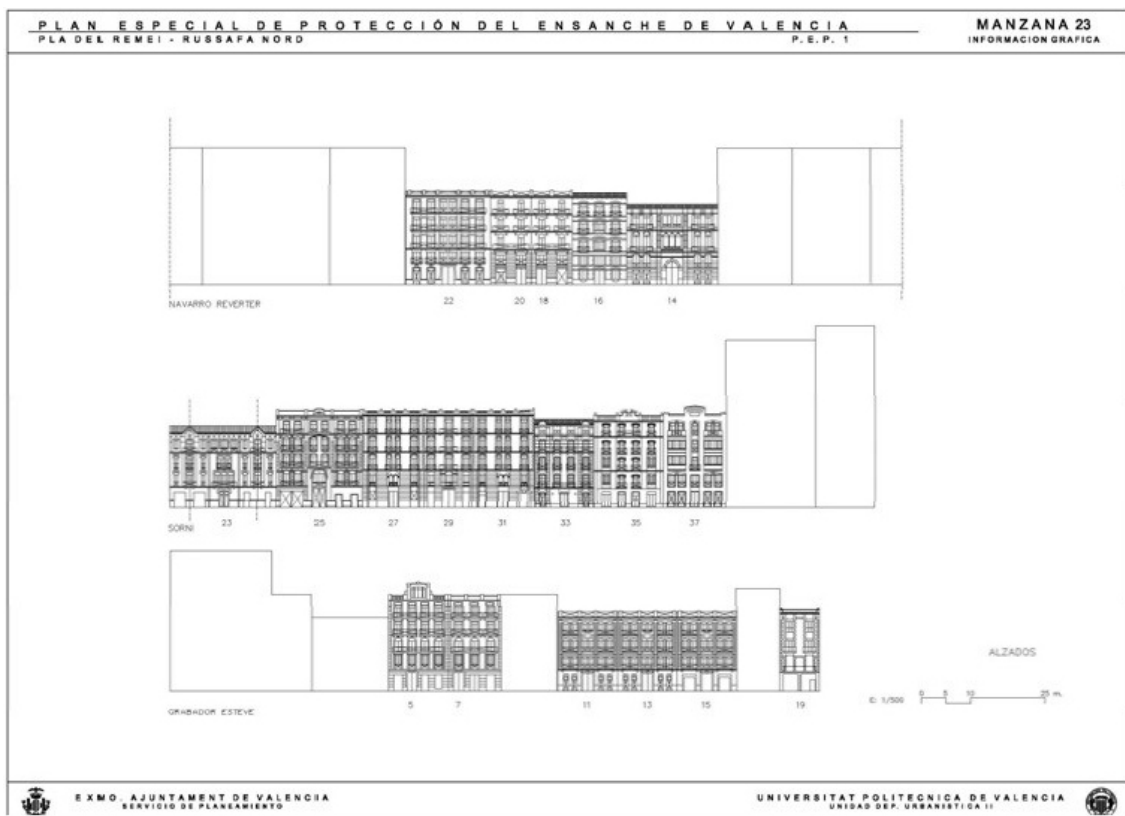 PLAN ESPECIAL DE PROTECCIÓN DEL ENSANCHE DE VALENCIA
PLA DEL REMEI - RUSSAFA NORD P.E.P. 1
MANZANA 23
INFORMACION GRAFICA
22 20 18 16 14
NAVARRO REVERTER
23 25 27 29 31 33 35 37
SORNI
5 7 11 13 15 19
GRABADOR ESTEVE
ALZADOS
E: 1/500 0 5 10 25 m.
EXMO. AJUNTAMENT DE VALENCIA
SERVICIO DE PLANEAMIENTO
UNIVERSITAT POLITECNICA DE VALENCIA
UNIDAD DEP. URBANISTICA II